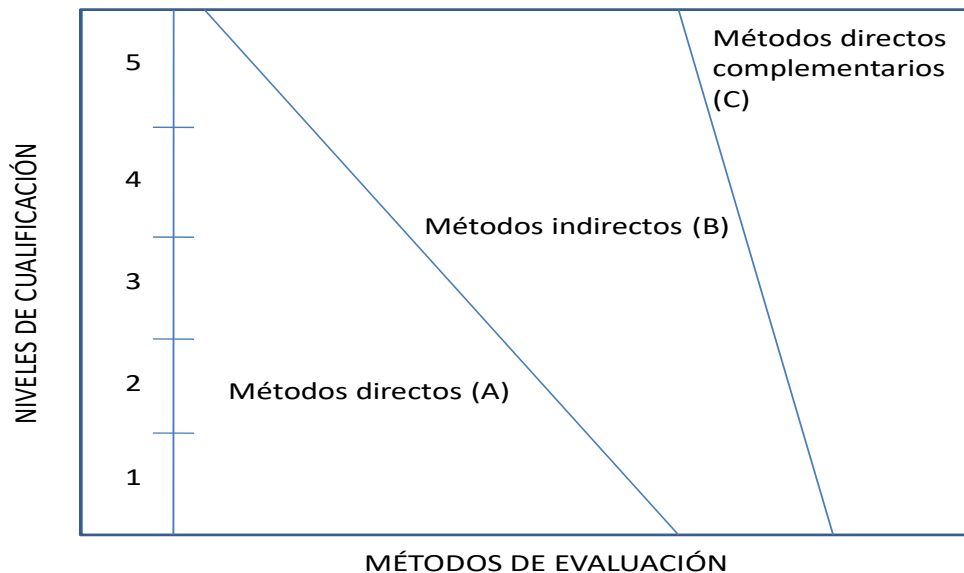 NIVELES DE CUALIFICACIÓN
5
4
3
2
1
Métodos directos
complementarios
(C)
Métodos indirectos (B)
Métodos directos (A)
MÉTODOS DE EVALUACIÓN